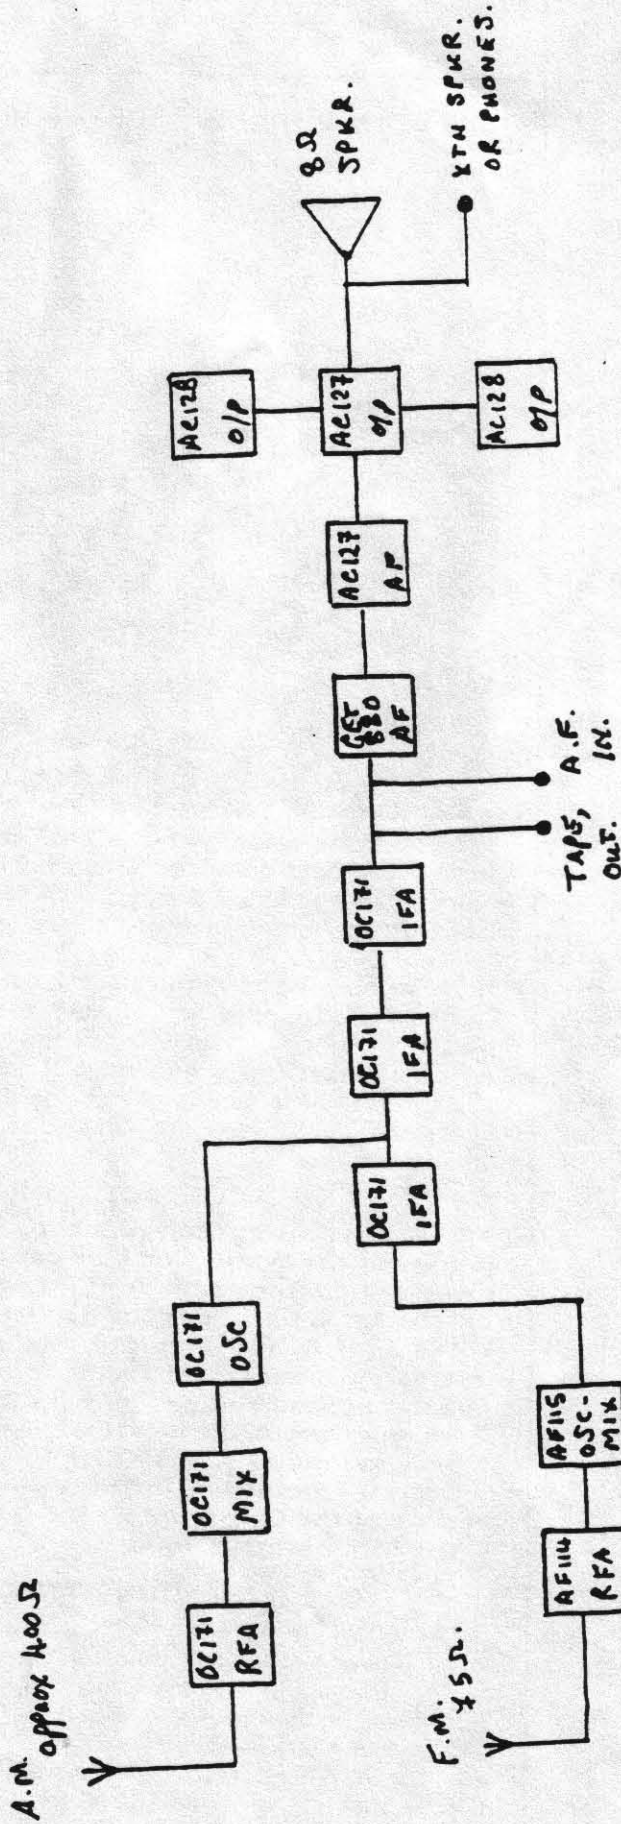 A.M.
approx 400Ω
OC171
RFA
OC171
MIX
OC171
OSC
F.M.
75Ω.
AF114
RFA
AF115
OSC-
MIX
OC171
IFA
OC171
IFA
OC171
IFA
TAPE,
OUT.
A.F.
IN.
GET
880
AF
AC127
AF
AC128
O/P
AC127
O/P
AC128
O/P
8Ω
SPKR.
XTN SPKR.
OR PHONES.